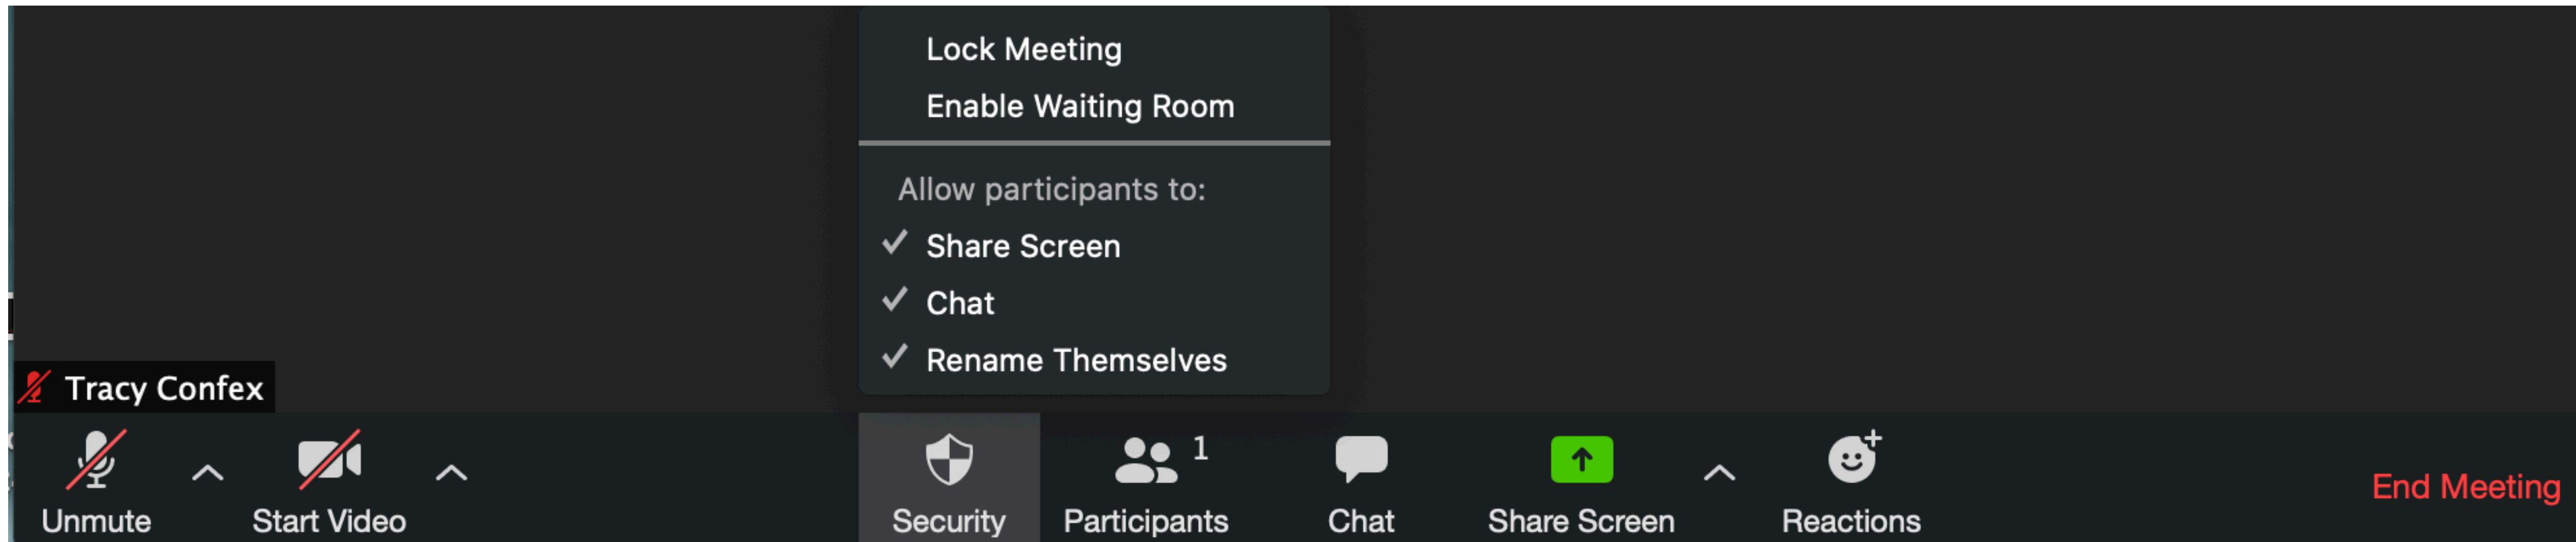 Lock Meeting
Enable Waiting Room
Allow participants to:
Share Screen
Chat
Rename Themselves
Tracy Confex
Unmute
Start Video
Security
Participants
1
Chat
Share Screen
Reactions
End Meeting